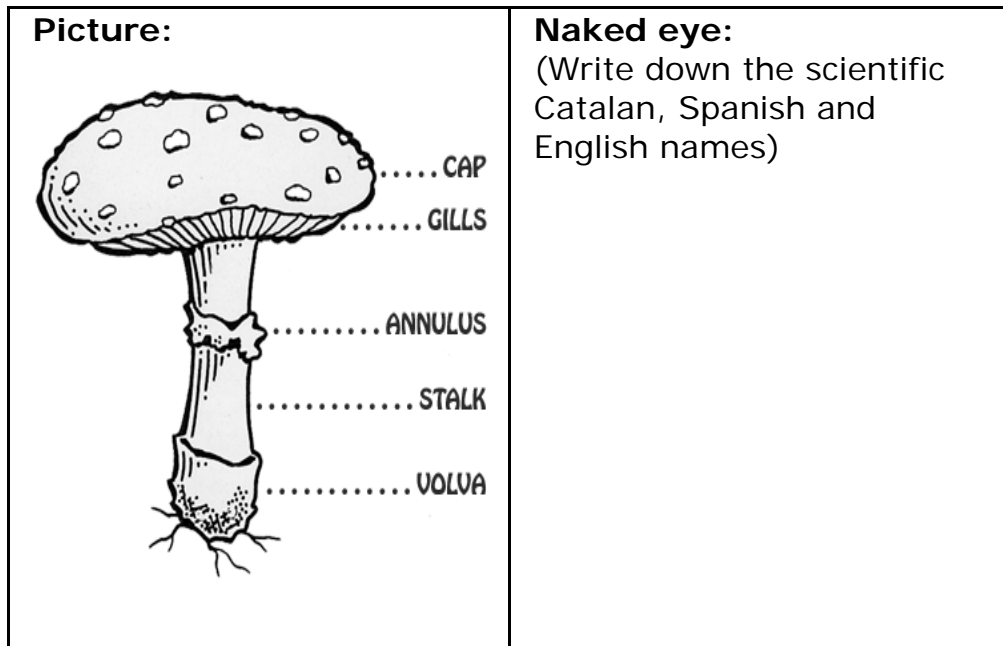 Picture:
.....CAP
.......GILLS
.........ANNULUS
.............STALK
............VOLVA
Naked eye:
(Write down the scientific
Catalan, Spanish and
English names)